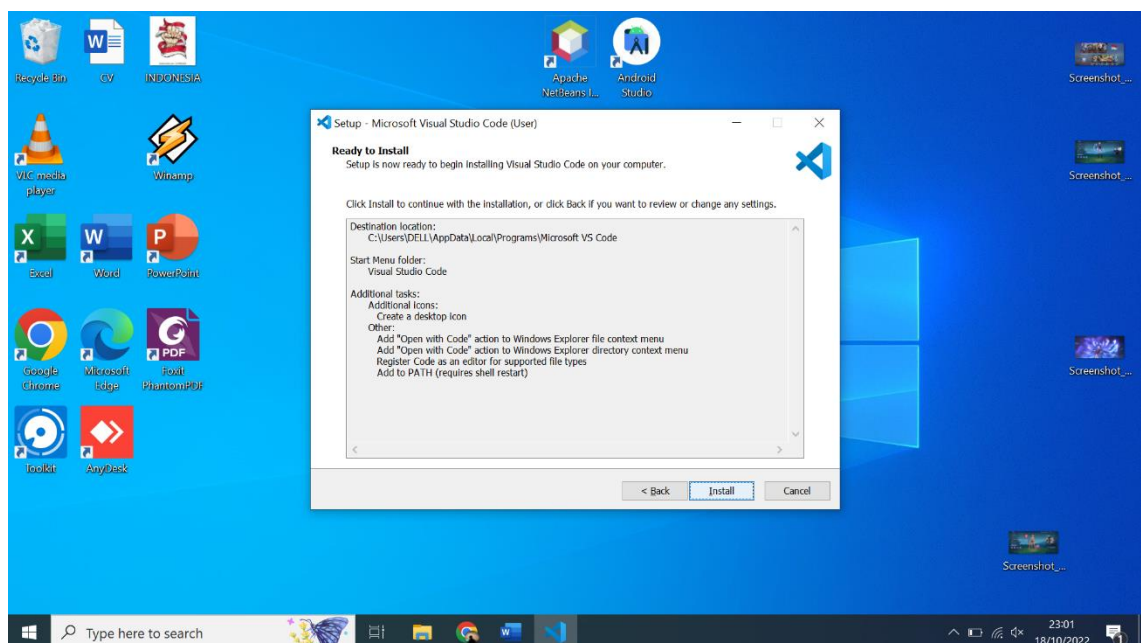 Recycle Bin
CV
INDONESIA
Apache
NetBeans I...
Android
Studio
Screenshot_...
VLC media
player
Winamp
Screenshot_...
Excel
Word
PowerPoint
Google
Chrome
Microsoft
Edge
PDF
Foxit
PhantomPDF
Screenshot_...
Toolkit
AnyDesk
Screenshot_...
Setup - Microsoft Visual Studio Code (User)
Ready to Install
Setup is now ready to begin installing Visual Studio Code on your computer.
Click Install to continue with the installation, or click Back if you want to review or change any settings.
Destination location:
C:\Users\DELL\AppData\Local\Programs\Microsoft VS Code
Start Menu folder:
Visual Studio Code
Additional tasks:
Additional icons:
Create a desktop icon
Other:
Add "Open with Code" action to Windows Explorer file context menu
Add "Open with Code" action to Windows Explorer directory context menu
Register Code as an editor for supported file types
Add to PATH (requires shell restart)
< Back
Install
Cancel
Type here to search
23:01
18/10/2022